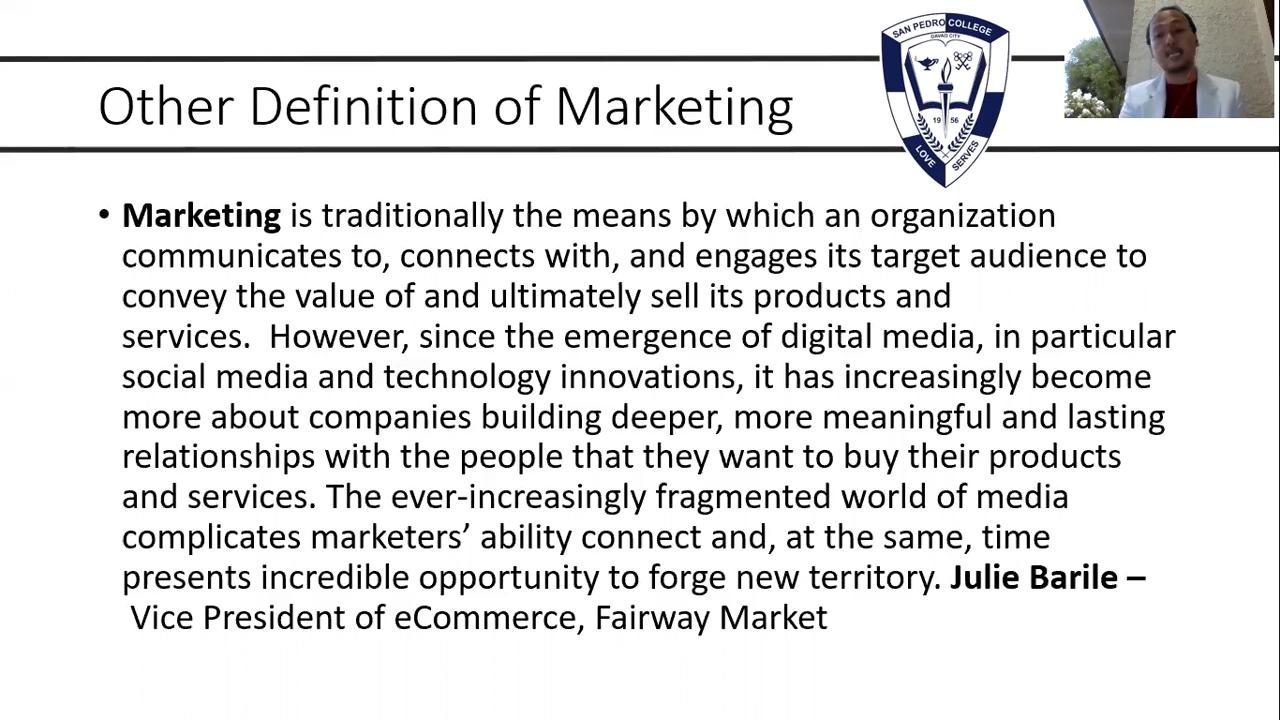 Other Definition of Marketing
SAN PEDRO COLLEGE
DAVAO CITY
19 56
LOVE SERVES
• Marketing is traditionally the means by which an organization
communicates to, connects with, and engages its target audience to
convey the value of and ultimately sell its products and
services.  However, since the emergence of digital media, in particular
social media and technology innovations, it has increasingly become
more about companies building deeper, more meaningful and lasting
relationships with the people that they want to buy their products
and services. The ever-increasingly fragmented world of media
complicates marketers’ ability connect and, at the same, time
presents incredible opportunity to forge new territory. Julie Barile –
Vice President of eCommerce, Fairway Market